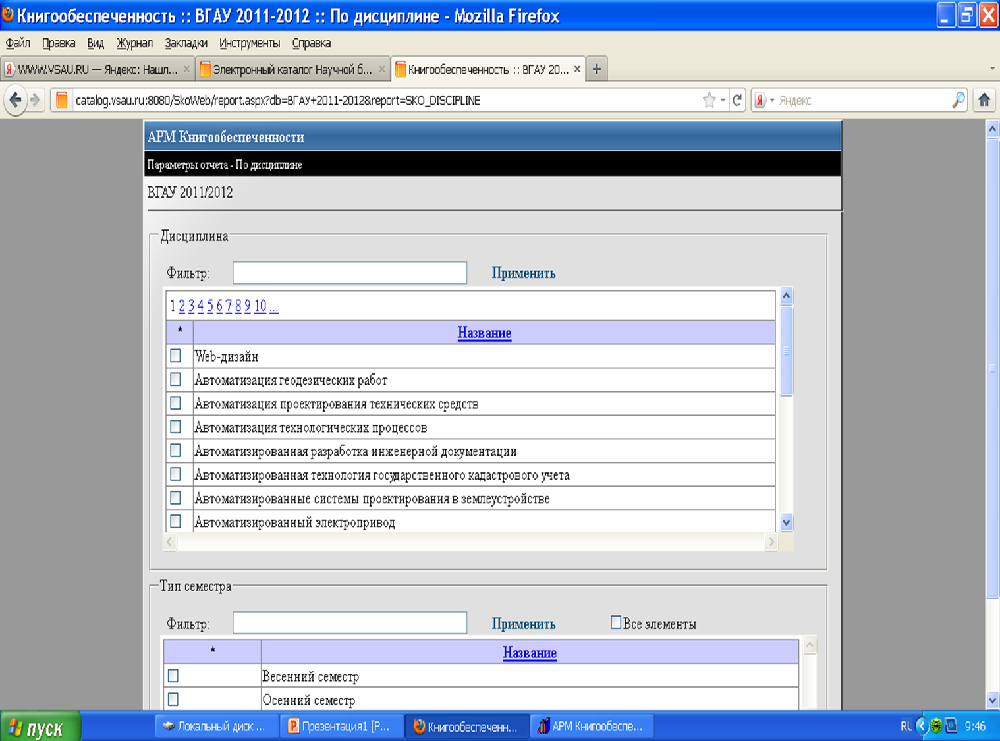 Книгообеспеченность :: ВГАУ 2011-2012 :: По дисциплине - Mozilla Firefox
Файл Правка Вид Журнал Закладки Инструменты Справка
WWW.VSAU.RU — Яндекс: Нашл... Электронный каталог Научной б... Книгообеспеченность :: ВГАУ 20...
catalog.vsau.ru:8080/SkoWeb/report.aspx?db=ВГАУ+2011-2012&report=SKO_DISCIPLINE Я Яндекс
АРМ Книгообеспеченности
Параметры отчета - По дисциплине
ВГАУ 2011/2012
Дисциплина
Фильтр: Применить
1 2 3 4 5 6 7 8 9 10 ...
* Название
Web-дизайн
Автоматизация геодезических работ
Автоматизация проектирования технических средств
Автоматизация технологических процессов
Автоматизированная разработка инженерной документации
Автоматизированная технология государственного кадастрового учета
Автоматизированные системы проектирования в землеустройстве
Автоматизированный электропривод
Тип семестра
Фильтр: Применить Все элементы
* Название
Весенний семестр
Осенний семестр
пуск Локальный диск ... Презентация1 [P... Книгообеспеченн... АРМ Книгообеспе... RU 9:46